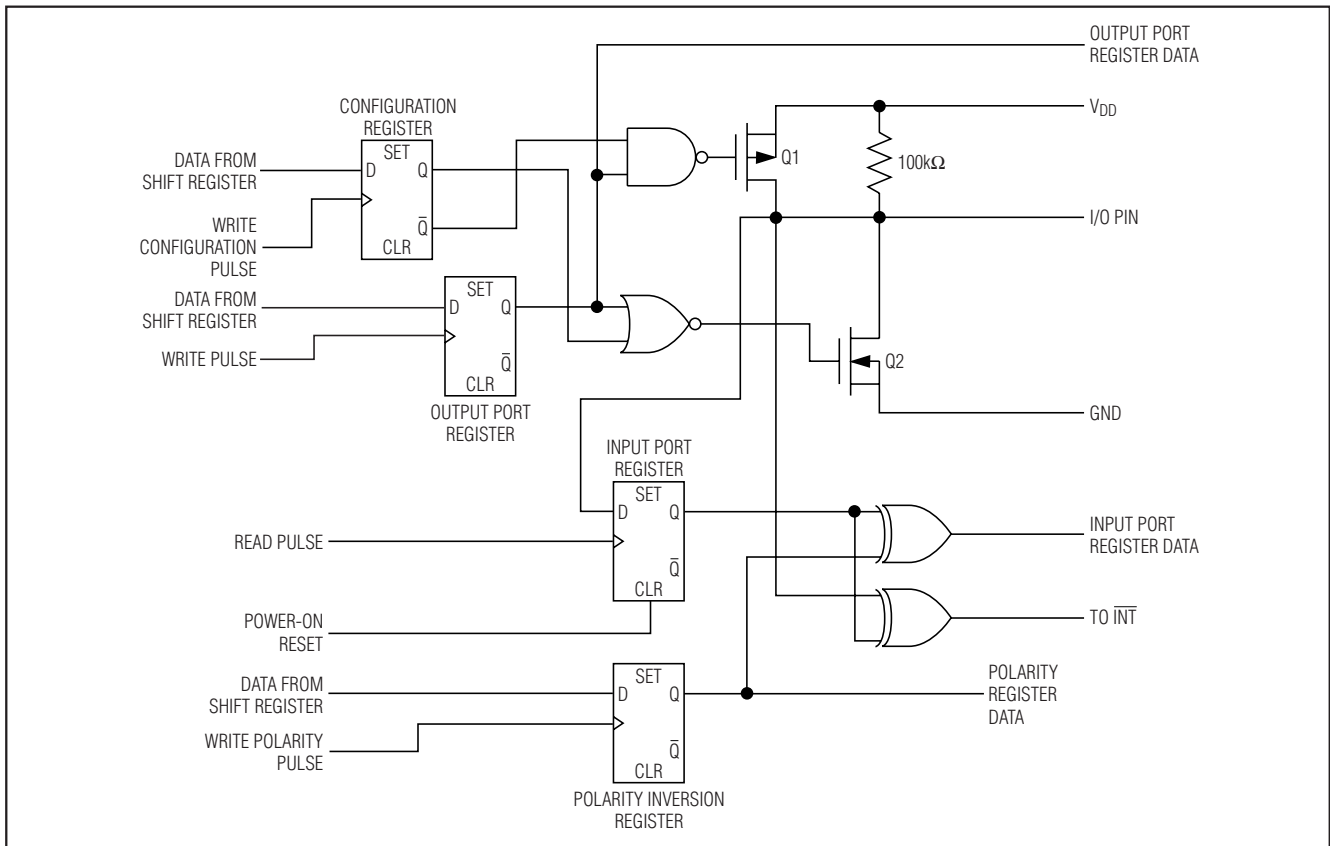 OUTPUT PORT
REGISTER DATA
CONFIGURATION
REGISTER
V_DD
SET
DATA FROM
SHIFT REGISTER
D
Q
Q1
100kΩ
Q̅
I/O PIN
WRITE
CONFIGURATION
PULSE
CLR
SET
DATA FROM
SHIFT REGISTER
D
Q
WRITE PULSE
Q̅
Q2
CLR
OUTPUT PORT
REGISTER
GND
INPUT PORT
REGISTER
SET
D
Q
INPUT PORT
REGISTER DATA
READ PULSE
Q̅
CLR
POWER-ON
RESET
TO I̅N̅T̅
SET
DATA FROM
SHIFT REGISTER
D
Q
POLARITY
REGISTER
DATA
WRITE POLARITY
PULSE
Q̅
CLR
POLARITY INVERSION
REGISTER